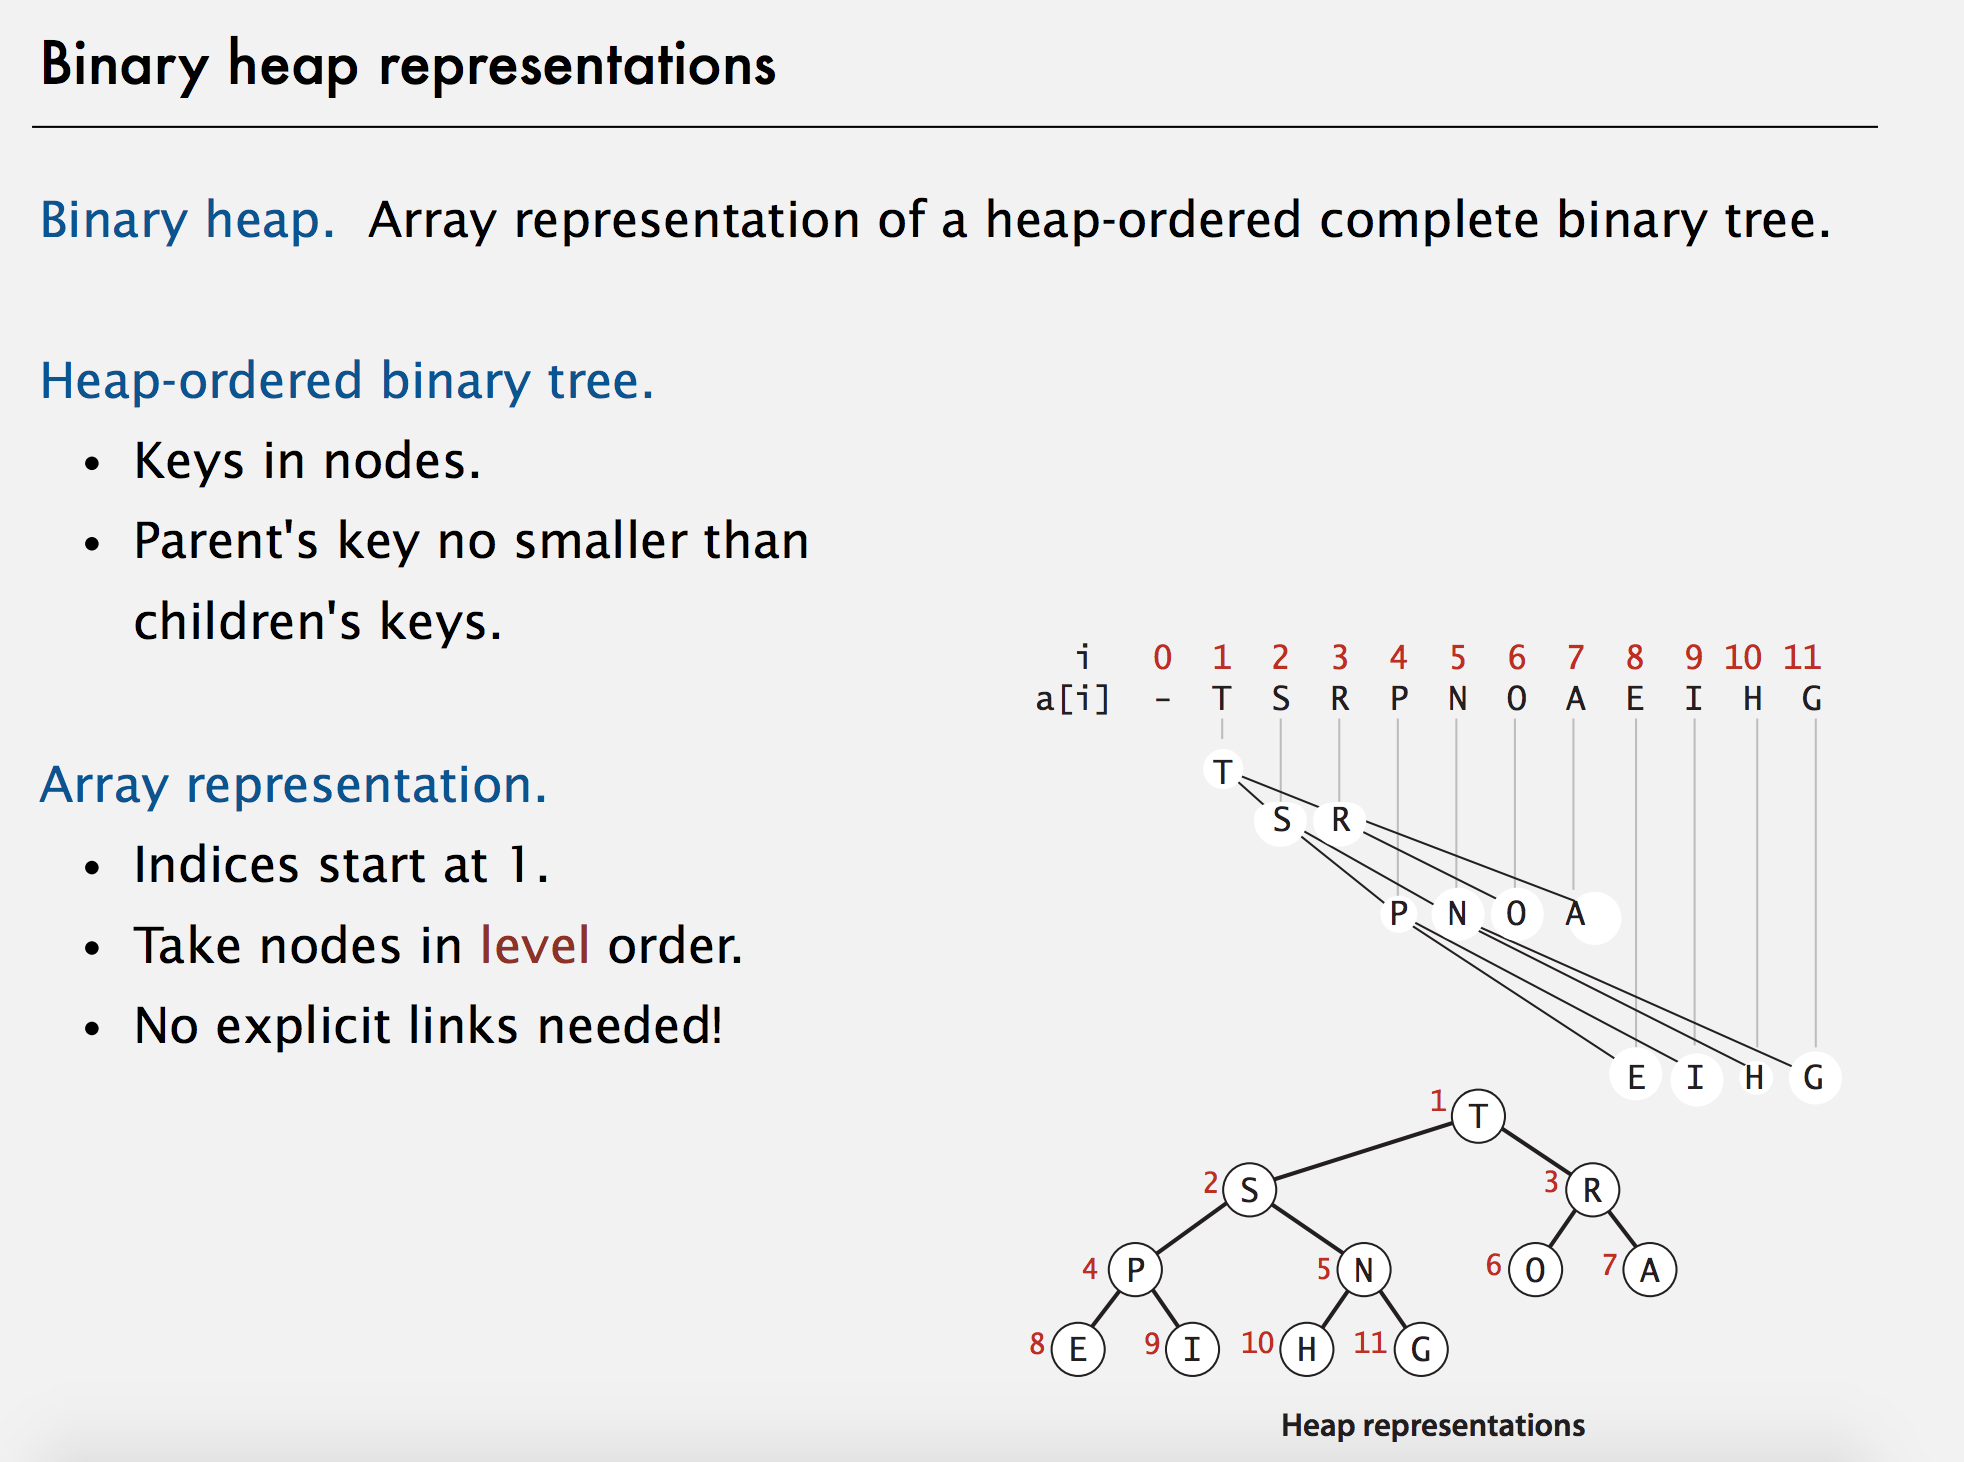 Binary heap representations
Binary heap. Array representation of a heap-ordered complete binary tree.
Heap-ordered binary tree.
• Keys in nodes.
• Parent's key no smaller than
children's keys.
Array representation.
• Indices start at 1.
• Take nodes in level order.
• No explicit links needed!
i 0 1 2 3 4 5 6 7 8 9 10 11
a[i] – T S R P N O A E I H G
T
S R
P N O A
E I H G
1 T
2 S 3 R
4 P 5 N 6 O 7 A
8 E 9 I 10 H 11 G
Heap representations